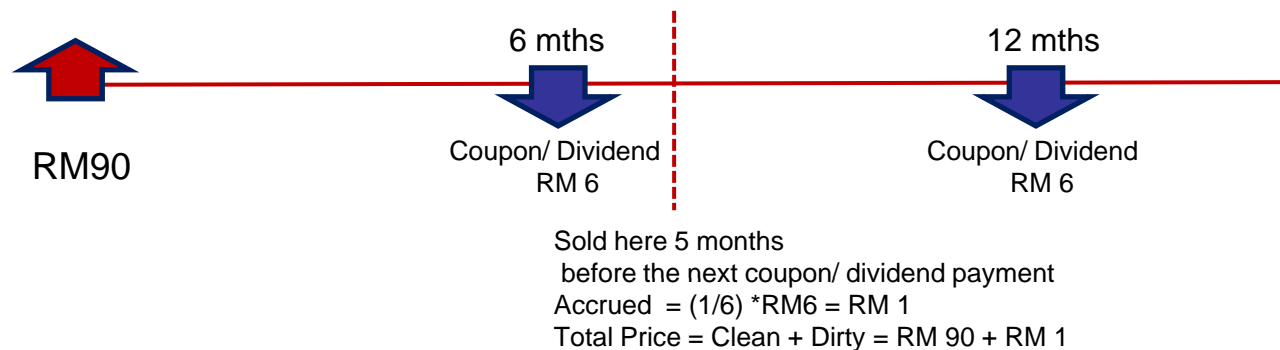 6 mths
12 mths
RM90
Coupon/ Dividend
RM 6
Coupon/ Dividend
RM 6
Sold here 5 months
before the next coupon/ dividend payment
Accrued  = (1/6) *RM6 = RM 1
Total Price = Clean + Dirty = RM 90 + RM 1